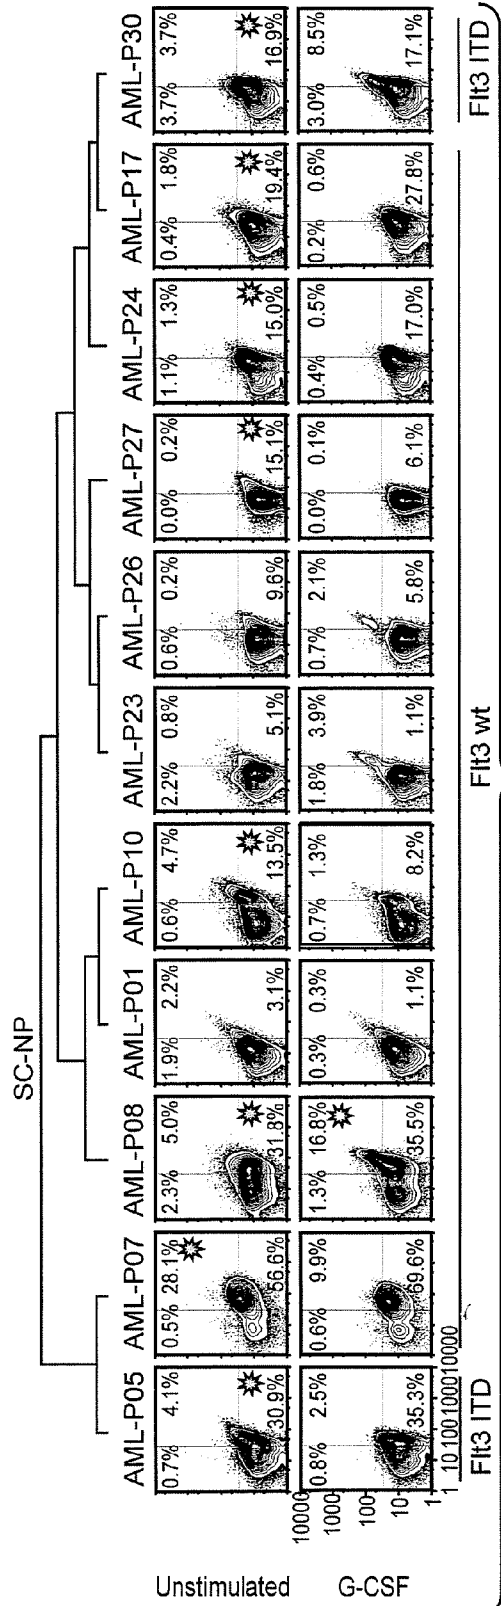 SC-NP
AML-P05 AML-P07 AML-P08 AML-P01 AML-P10 AML-P23 AML-P26 AML-P27 AML-P24 AML-P17 AML-P30
Unstimulated
0.7% 4.1% 0.5% 28.1% 2.3% 5.0% 1.9% 2.2% 0.6% 4.7% 2.2% 0.8% 0.6% 0.2% 0.0% 0.2% 1.1% 1.3% 0.4% 1.8% 3.7% 3.7%
30.9% 56.6% 31.8% 3.1% 13.5% 5.1% 9.6% 15.1% 15.0% 19.4% 16.9%
G-CSF
10000
1000
100
10
1
0.8% 2.5% 0.6% 9.9% 1.3% 16.8% 0.3% 0.3% 0.7% 1.3% 1.8% 3.9% 0.7% 2.1% 0.0% 0.1% 0.4% 0.5% 0.2% 0.6% 3.0% 8.5%
35.3% 69.6% 35.5% 1.1% 8.2% 1.1% 5.8% 6.1% 17.0% 27.8% 17.1%
1 10 100 1000 10000
Flt3 ITD Flt3 wt Flt3 ITD